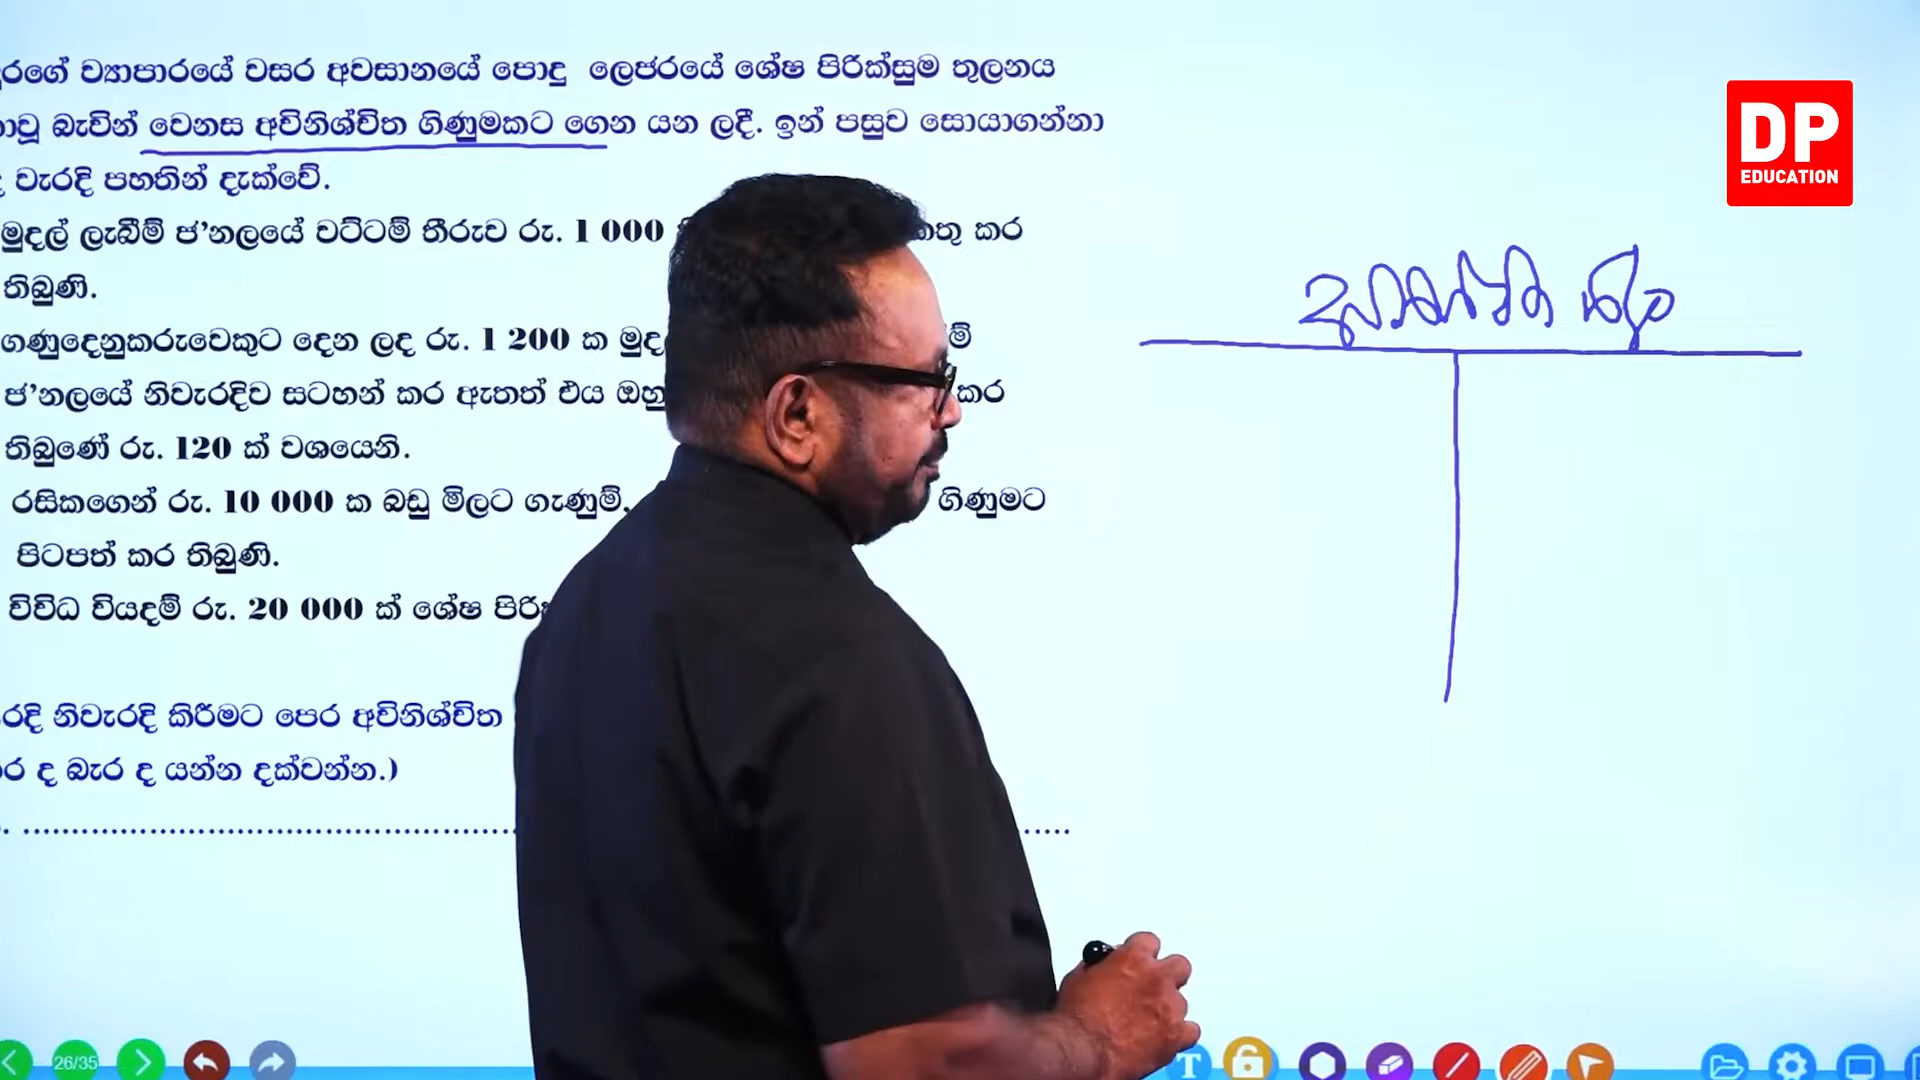 ව්‍යාපාරයේ වසර අවසානයේ පොදු ලෙජරයේ ශේෂ පිරික්සුම තුලනය
බැවින් වෙනස අවිනිශ්චිත ගිණුමකට ගෙන යන ලදී. ඉන් පසුව සොයාගන්නා
වැරදි පහතින් දැක්වේ.
මුදල් ලැබීම් ජ'නලයේ වට්ටම් තීරුව රු. 1 000 කර
තිබුණි.
ගණුදෙනුකරුවෙකුට දෙන ලද රු. 1 200 ක
ජ'නලයේ නිවැරදිව සටහන් කර ඇතත් එය කර
තිබුණේ රු. 120 ක් වශයෙනි.
රසිකගෙන් රු. 10 000 ක බඩු මිලට ගැණුම්, ගිණුමට
පිටපත් කර තිබුණි.
විවිධ වියදම් රු. 20 000 ක් ශේෂ
නිවැරදි කිරීමට පෙර අවිනිශ්චිත
ද බැර ද යන්න දක්වන්න.)
DP
EDUCATION
26/35